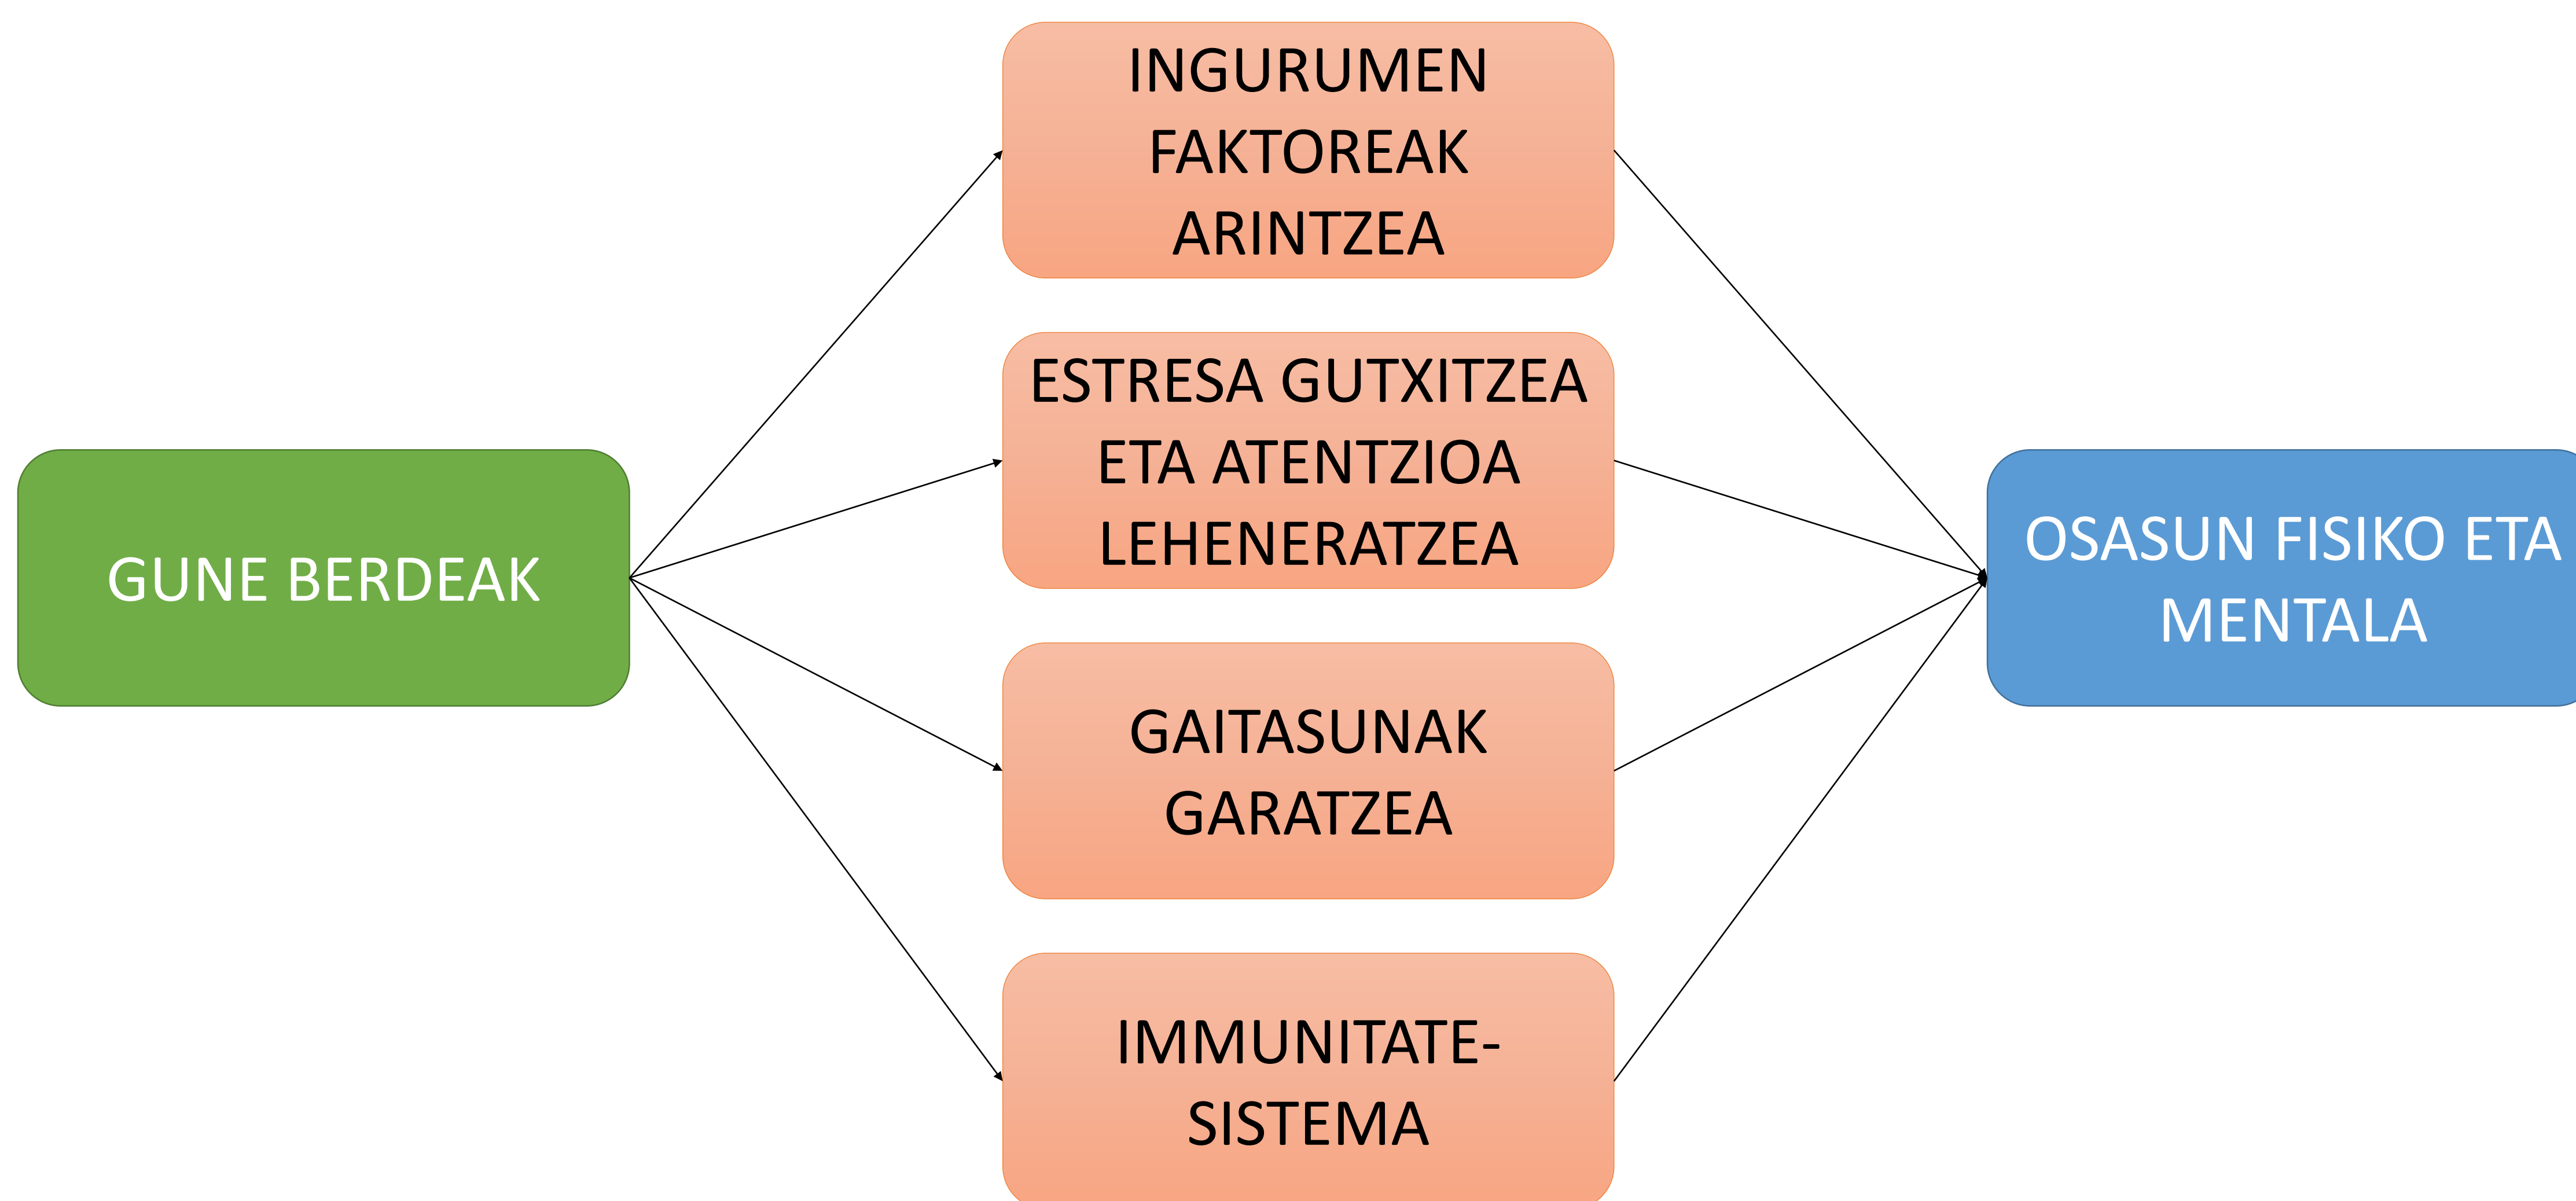 GUNE BERDEAK
INGURUMEN
FAKTOREAK
ARINTZEA
ESTRESA GUTXITZEA
ETA ATENTZIOA
LEHENERATZEA
GAITASUNAK
GARATZEA
IMMUNITATE-
SISTEMA
OSASUN FISIKO ETA
MENTALA